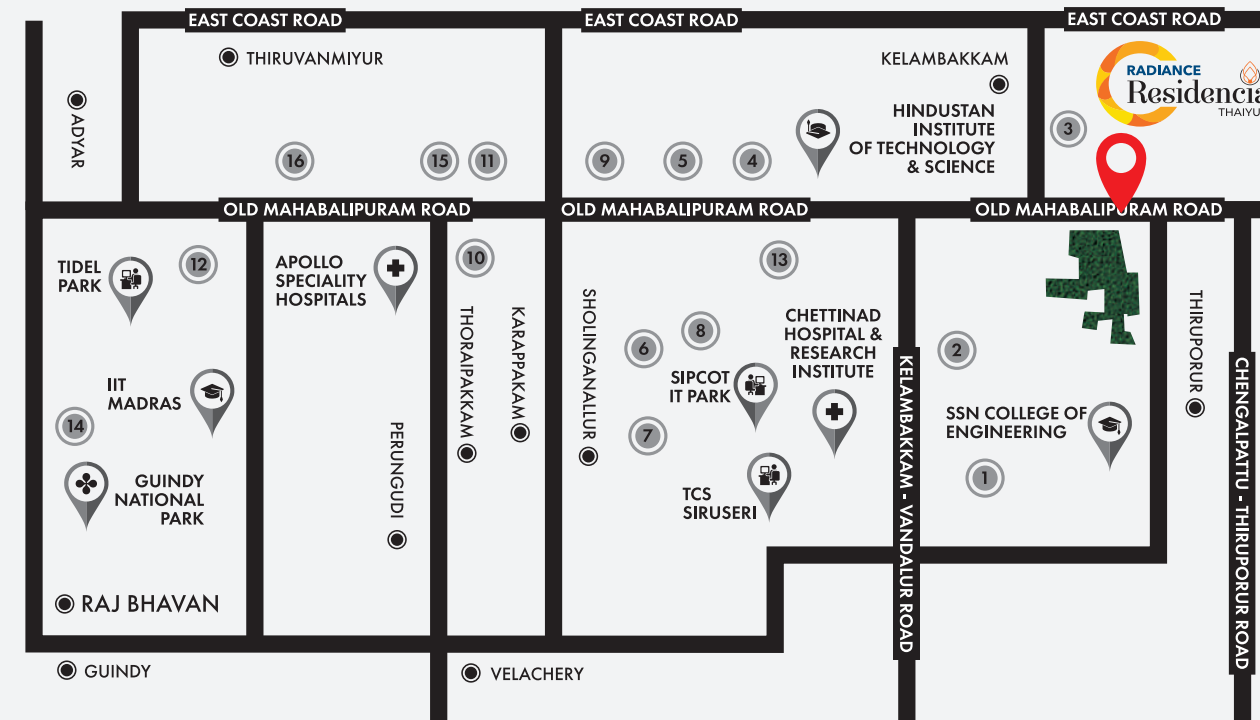 EAST COAST ROAD
EAST COAST ROAD
EAST COAST ROAD
THIRUVANMIYUR
KELAMBAKKAM
RADIANCE
Residencia
THAIYU
ADYAR
HINDUSTAN
INSTITUTE
OF TECHNOLOGY
& SCIENCE
3
16
15
11
9
5
4
OLD MAHABALIPURAM ROAD
OLD MAHABALIPURAM ROAD
OLD MAHABALIPURAM ROAD
TIDEL
PARK
12
APOLLO
SPECIALITY
HOSPITALS
10
13
THORAIPAKKAM
KARAPPAKAM
SHOLINGANALLUR
CHETTINAD
HOSPITAL &
RESEARCH
INSTITUTE
THIRUPORUR
8
6
2
SIPCOT
IT PARK
IIT
MADRAS
14
7
KELAMBAKKAM - VANDALUR ROAD
CHENGALPATTU - THIRUPORUR ROAD
SSN COLLEGE OF
ENGINEERING
PERUNGUDI
GUINDY
NATIONAL
PARK
1
TCS
SIRUSERI
RAJ BHAVAN
GUINDY
VELACHERY